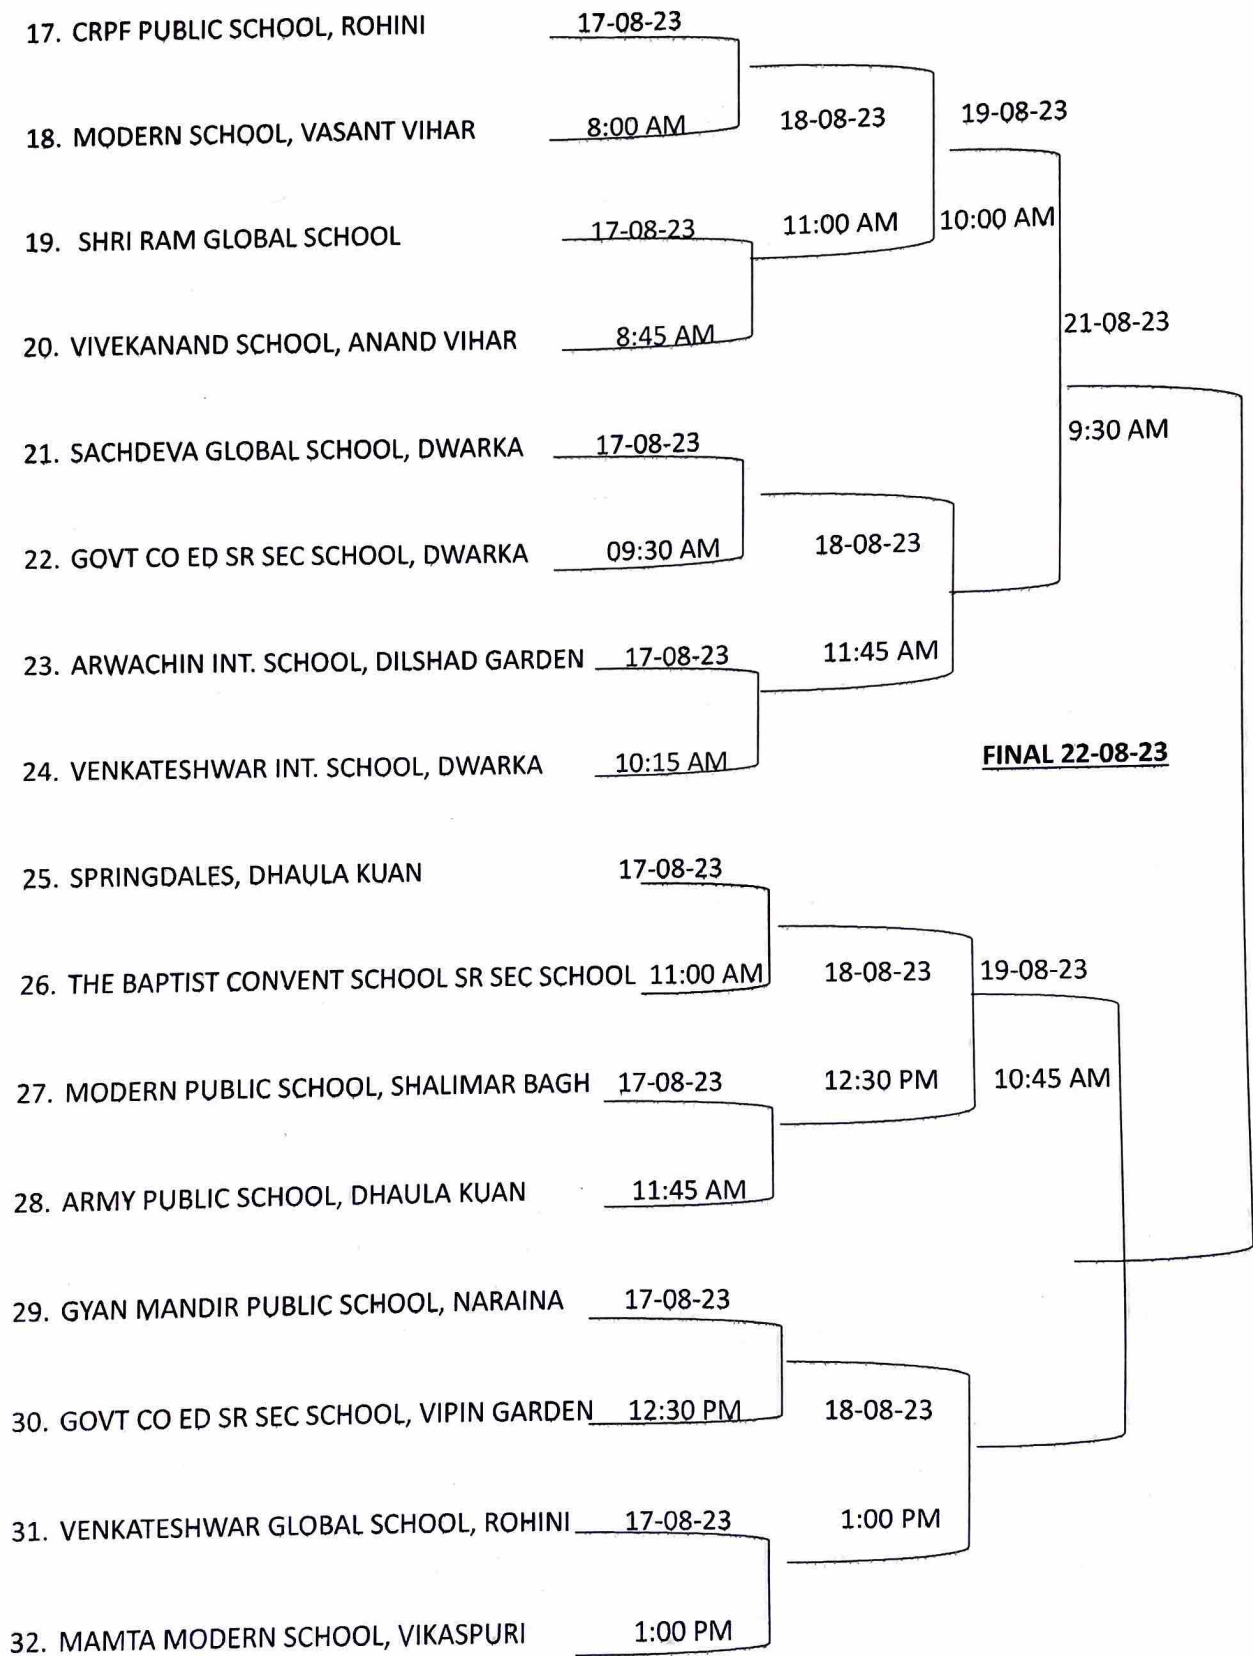 17. CRPF PUBLIC SCHOOL, ROHINI 17-08-23
18. MODERN SCHOOL, VASANT VIHAR 8:00 AM 18-08-23 19-08-23
19. SHRI RAM GLOBAL SCHOOL 17-08-23 11:00 AM 10:00 AM
20. VIVEKANAND SCHOOL, ANAND VIHAR 8:45 AM 21-08-23
21. SACHDEVA GLOBAL SCHOOL, DWARKA 17-08-23 9:30 AM
22. GOVT CO ED SR SEC SCHOOL, DWARKA 09:30 AM 18-08-23
23. ARWACHIN INT. SCHOOL, DILSHAD GARDEN 17-08-23 11:45 AM
24. VENKATESHWAR INT. SCHOOL, DWARKA 10:15 AM FINAL 22-08-23
25. SPRINGDALES, DHAULA KUAN 17-08-23
26. THE BAPTIST CONVENT SCHOOL SR SEC SCHOOL 11:00 AM 18-08-23 19-08-23
27. MODERN PUBLIC SCHOOL, SHALIMAR BAGH 17-08-23 12:30 PM 10:45 AM
28. ARMY PUBLIC SCHOOL, DHAULA KUAN 11:45 AM
29. GYAN MANDIR PUBLIC SCHOOL, NARAINA 17-08-23
30. GOVT CO ED SR SEC SCHOOL, VIPIN GARDEN 12:30 PM 18-08-23
31. VENKATESHWAR GLOBAL SCHOOL, ROHINI 17-08-23 1:00 PM
32. MAMTA MODERN SCHOOL, VIKASPURI 1:00 PM